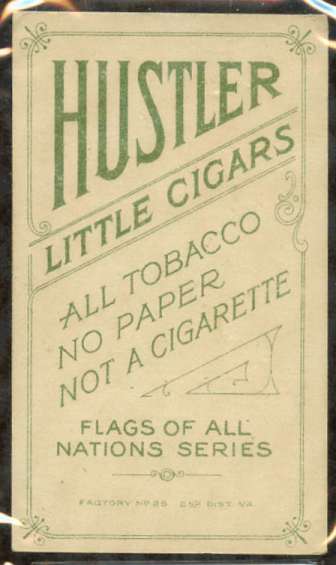 HUSTLER
LITTLE CIGARS
ALL TOBACCO
NO PAPER
NOT A CIGARETTE
FLAGS OF ALL
NATIONS SERIES
FACTORY Nº 25 2ND DIST. VA.